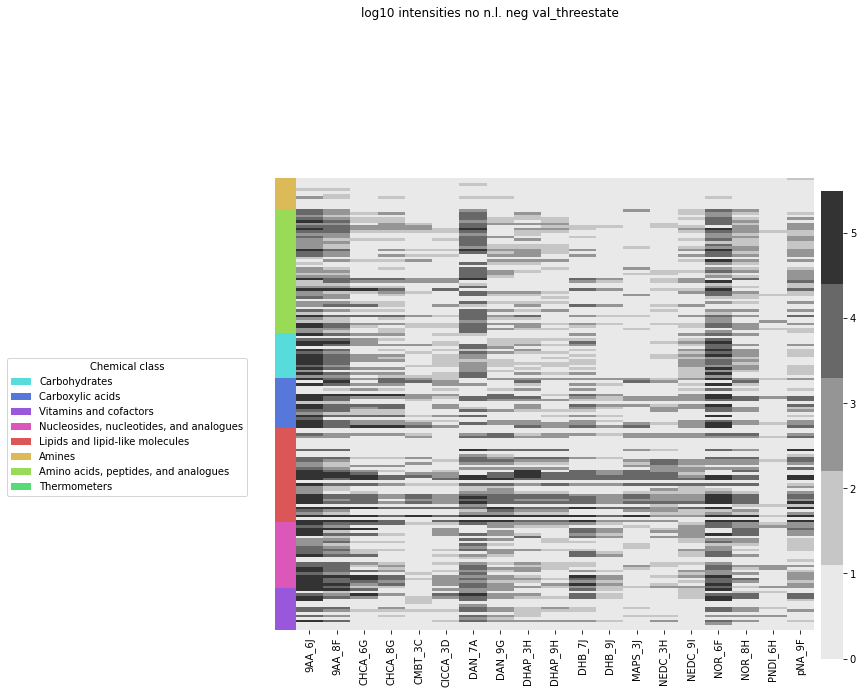 log10 intensities no n.l. neg val_threestate
5
4
3
2
1
0
Chemical class
Carbohydrates
Carboxylic acids
Vitamins and cofactors
Nucleosides, nucleotides, and analogues
Lipids and lipid-like molecules
Amines
Amino acids, peptides, and analogues
Thermometers
9AA_6J
9AA_8F
CHCA_6G
CHCA_8G
CMBT_3C
ClCCA_3D
DAN_7A
DAN_9G
DHAP_3H
DHAP_9H
DHB_7J
DHB_9J
MAPS_3J
NEDC_3H
NEDC_9I
NOR_6F
NOR_8H
PNDI_6H
pNA_9F